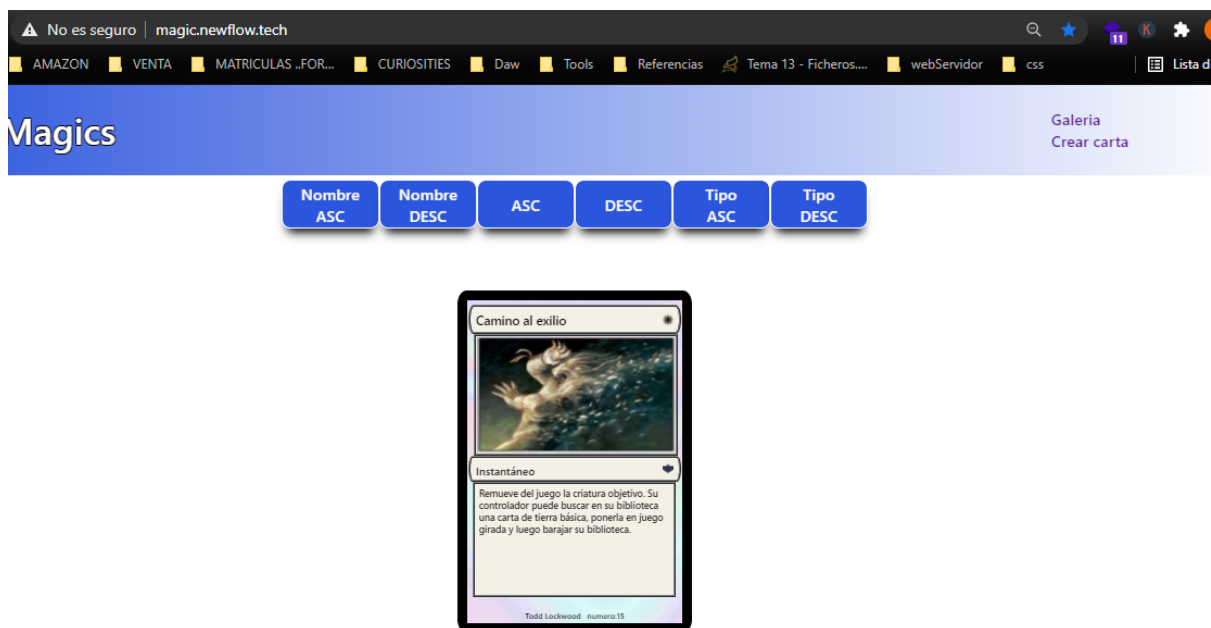 No es seguro magic.newflow.tech
11 K
AMAZON VENTA MATRICULAS ..FOR... CURIOSITIES Daw Tools Referencias Tema 13 - Ficheros.... webServidor css Lista d
Magics
Galeria
Crear carta
Nombre
ASC
Nombre
DESC
ASC
DESC
Tipo
ASC
Tipo
DESC
Camino al exilio
Instantáneo
Remueve del juego la criatura objetivo. Su
controlador puede buscar en su biblioteca
una carta de tierra básica, ponerla en juego
girada y luego barajar su biblioteca.
Todd Lockwood numero:15